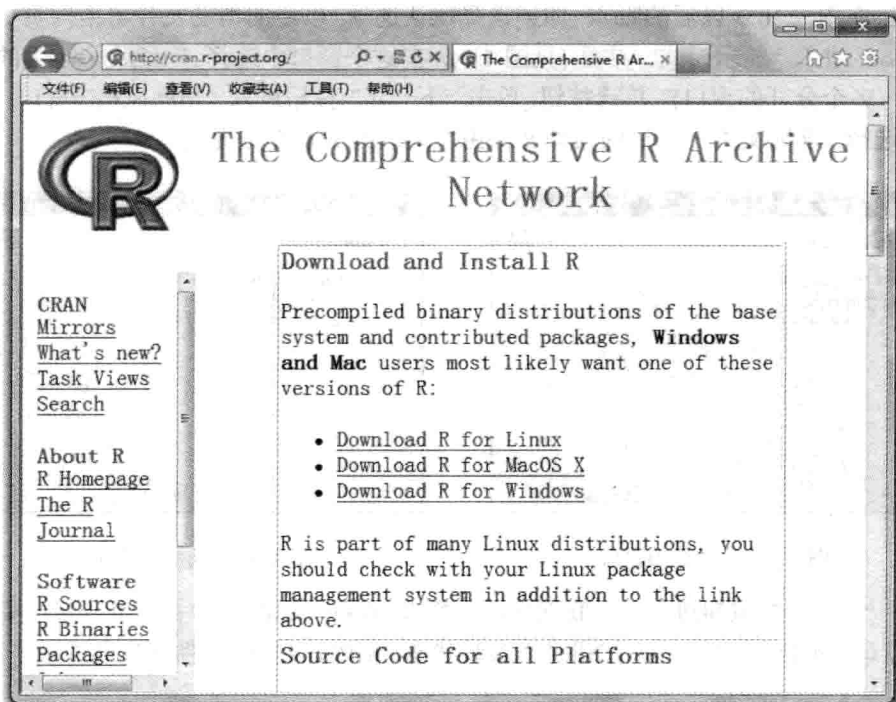 http://cran.r-project.org/
The Comprehensive R Ar...
文件(F) 编辑(E) 查看(V) 收藏夹(A) 工具(T) 帮助(H)
R
The Comprehensive R Archive
Network
CRAN
Mirrors
What's new?
Task Views
Search
About R
R Homepage
The R
Journal
Software
R Sources
R Binaries
Packages
Download and Install R
Precompiled binary distributions of the base
system and contributed packages, Windows
and Mac users most likely want one of these
versions of R:
• Download R for Linux
• Download R for MacOS X
• Download R for Windows
R is part of many Linux distributions, you
should check with your Linux package
management system in addition to the link
above.
Source Code for all Platforms